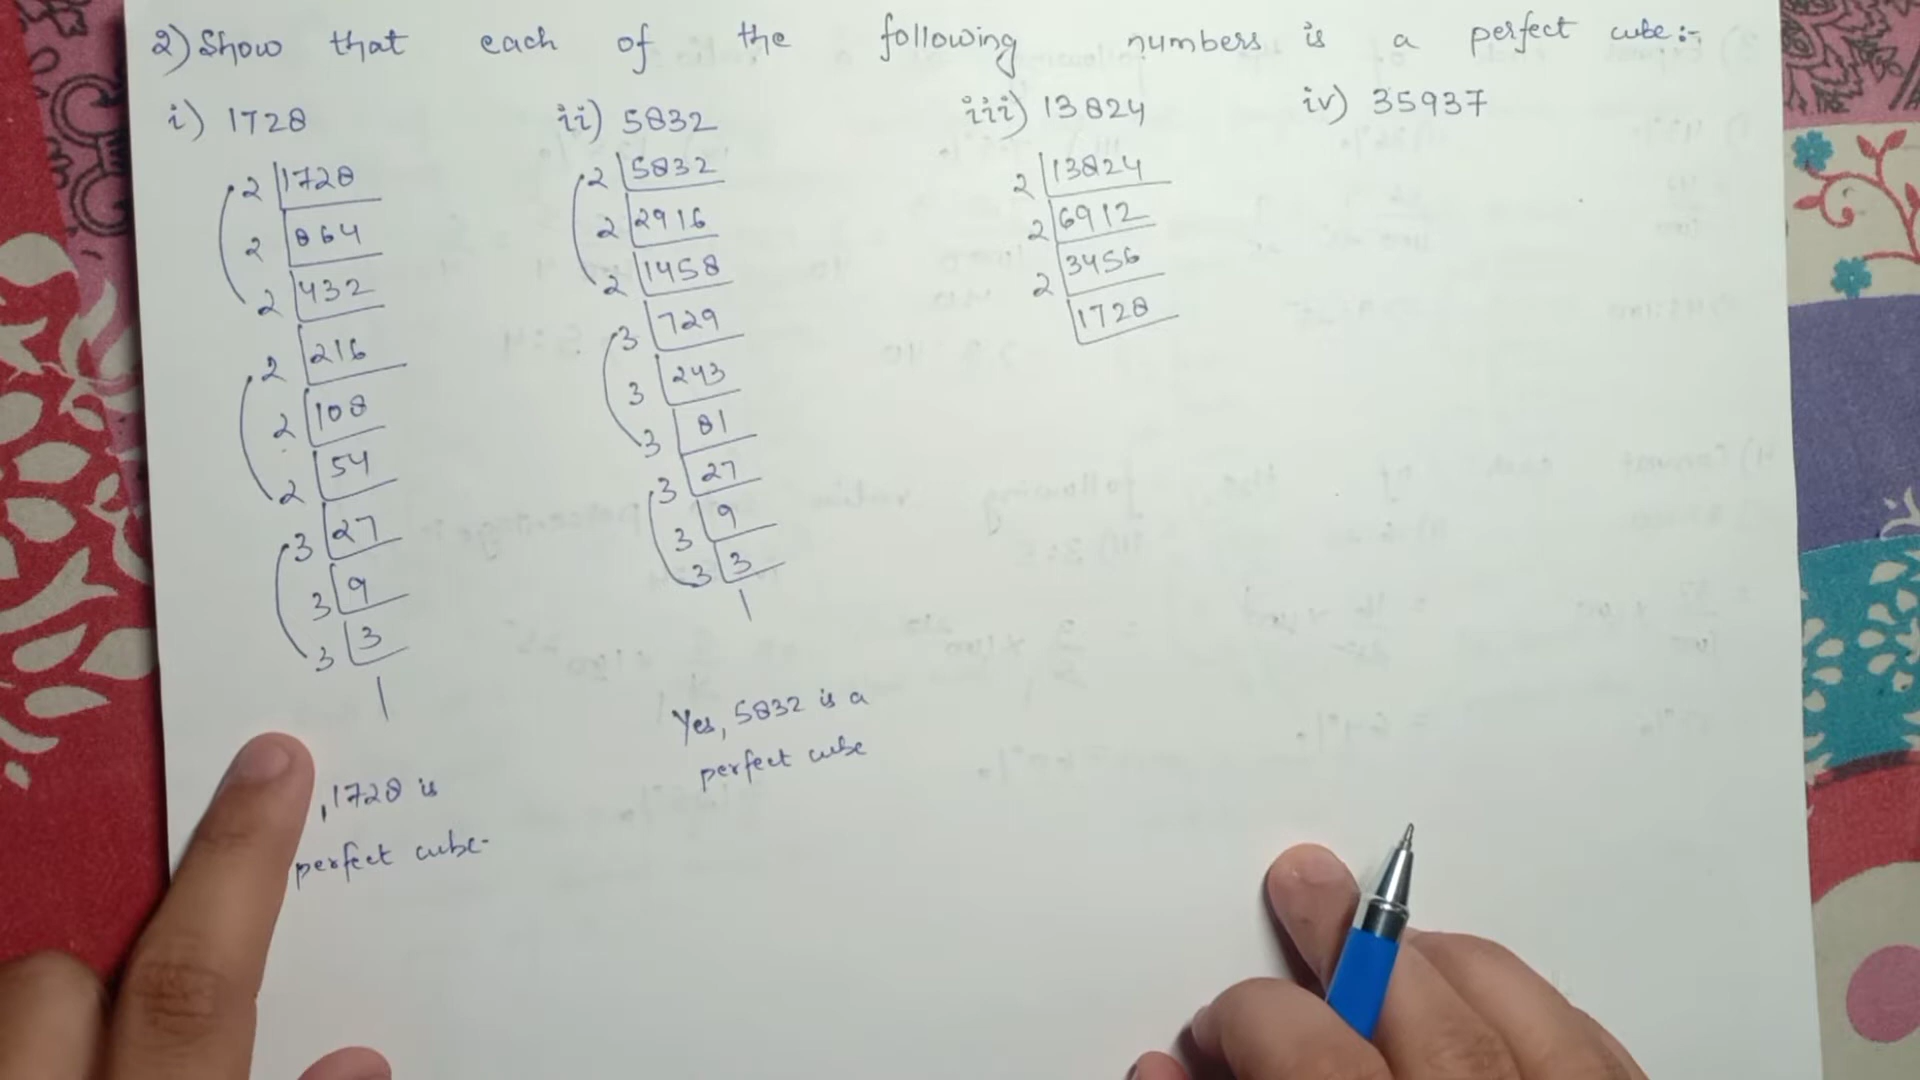 2) Show that each of the following numbers is a perfect cube:-
i) 1728
ii) 5832
iii) 13824
iv) 35937
2 1728
2 864
2 432
2 216
2 108
2 54
3 27
3 9
3 3
1
, 1728 is
perfect cube-
2 5832
2 2916
2 1458
3 729
3 243
3 81
3 27
3 9
3 3
1
Yes, 5832 is a
perfect cube
2 13824
2 6912
2 3456
1728